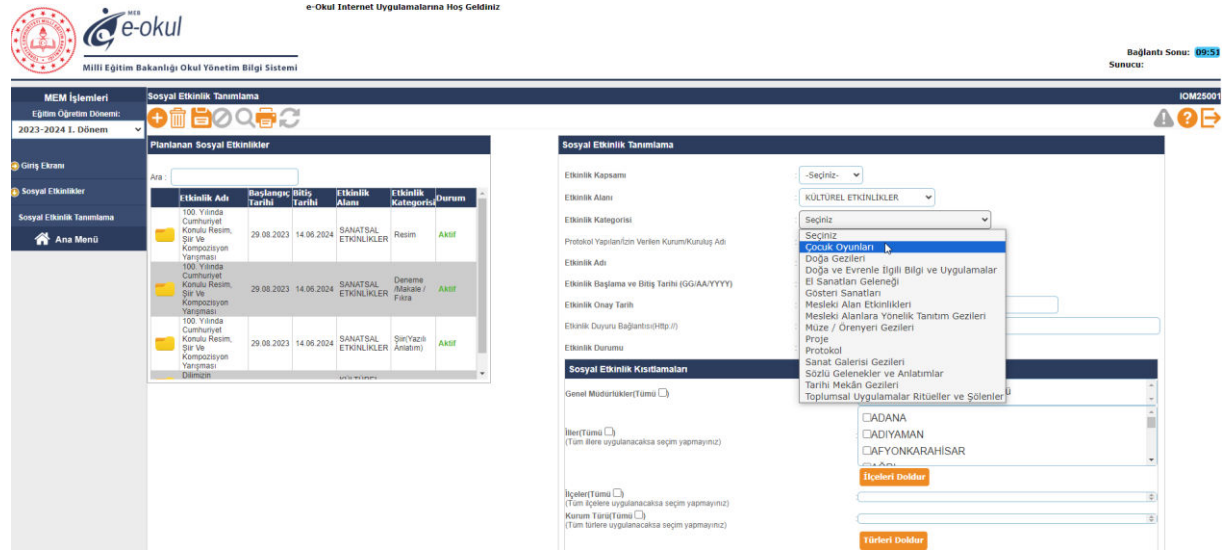 e-Okul Internet Uygulamalarına Hoş Geldiniz
MEB
e-okul
Milli Eğitim Bakanlığı Okul Yönetim Bilgi Sistemi
Bağlantı Sonu: 09:51
Sunucu:
MEM İşlemleri
Eğitim Öğretim Dönemi:
2023-2024 I. Dönem
Giriş Ekranı
Sosyal Etkinlikler
Sosyal Etkinlik Tanımlama
Ana Menü
Sosyal Etkinlik Tanımlama
IOM25001
Planlanan Sosyal Etkinlikler
Ara :
Etkinlik Adı Başlangıç Tarihi Bitiş Tarihi Etkinlik Alanı Etkinlik Kategorisi Durum
100. Yılında
Cumhuriyet
Konulu Resim,
Şiir Ve
Kompozisyon
Yarışması
29.08.2023 14.06.2024 SANATSAL ETKİNLİKLER Resim Aktif
100. Yılında
Cumhuriyet
Konulu Resim,
Şiir Ve
Kompozisyon
Yarışması
29.08.2023 14.06.2024 SANATSAL ETKİNLİKLER Deneme /Makale / Fıkra Aktif
100. Yılında
Cumhuriyet
Konulu Resim,
Şiir Ve
Kompozisyon
Yarışması
29.08.2023 14.06.2024 SANATSAL ETKİNLİKLER Şiir(Yazılı Anlatım) Aktif
Dilimizin
KÜLTÜREL
Sosyal Etkinlik Tanımlama
Etkinlik Kapsamı : -Seçiniz-
Etkinlik Alanı : KÜLTÜREL ETKİNLİKLER
Etkinlik Kategorisi : Seçiniz
Seçiniz
Çocuk Oyunları
Doğa Gezileri
Doğa ve Evrenle İlgili Bilgi ve Uygulamalar
El Sanatları Geleneği
Gösteri Sanatları
Mesleki Alan Etkinlikleri
Mesleki Alanlara Yönelik Tanıtım Gezileri
Müze / Örenyeri Gezileri
Proje
Protokol
Sanat Galerisi Gezileri
Sözlü Gelenekler ve Anlatımlar
Tarihi Mekân Gezileri
Toplumsal Uygulamalar Ritüeller ve Şölenler
Protokol Yapılan/İzin Verilen Kurum/Kuruluş Adı
Etkinlik Adı
Etkinlik Başlama ve Bitiş Tarihi (GG/AA/YYYY)
Etkinlik Onay Tarih
Etkinlik Duyuru Bağlantısı(Http://)
Etkinlik Durumu
Sosyal Etkinlik Kısıtlamaları
Genel Müdürlükler(Tümü )
İller(Tümü )
(Tüm illere uygulanacaksa seçim yapmayınız)
ADANA
ADIYAMAN
AFYONKARAHİSAR
AĞRI
İlçeleri Doldur
İlçeler(Tümü )
(Tüm ilçelere uygulanacaksa seçim yapmayınız)
Kurum Türü(Tümü )
(Tüm türlere uygulanacaksa seçim yapmayınız)
Türleri Doldur